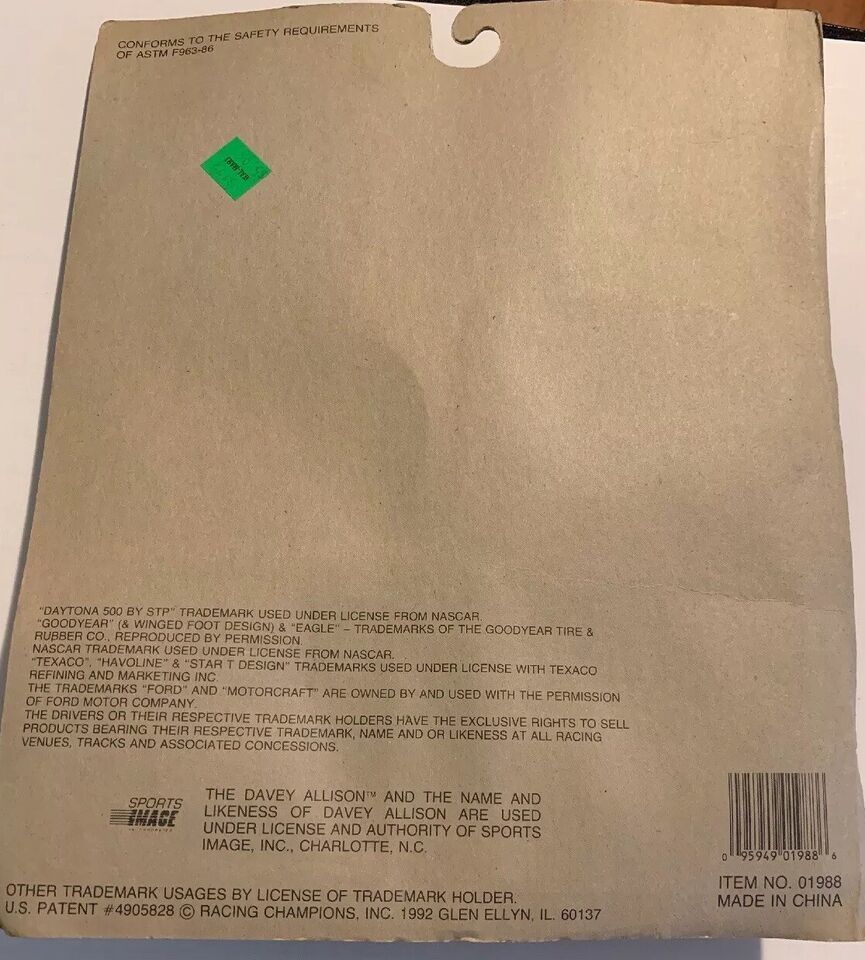 CONFORMS TO THE SAFETY REQUIREMENTS
OF ASTM F963-86
"DAYTONA 500 BY STP" TRADEMARK USED UNDER LICENSE FROM NASCAR.
"GOODYEAR" (& WINGED FOOT DESIGN) & "EAGLE" – TRADEMARKS OF THE GOODYEAR TIRE &
RUBBER CO., REPRODUCED BY PERMISSION.
NASCAR TRADEMARK USED UNDER LICENSE FROM NASCAR.
"TEXACO", "HAVOLINE" & "STAR T DESIGN" TRADEMARKS USED UNDER LICENSE WITH TEXACO
REFINING AND MARKETING INC.
THE TRADEMARKS "FORD" AND "MOTORCRAFT" ARE OWNED BY AND USED WITH THE PERMISSION
OF FORD MOTOR COMPANY.
THE DRIVERS OR THEIR RESPECTIVE TRADEMARK HOLDERS HAVE THE EXCLUSIVE RIGHTS TO SELL
PRODUCTS BEARING THEIR RESPECTIVE TRADEMARK, NAME AND OR LIKENESS AT ALL RACING
VENUES, TRACKS AND ASSOCIATED CONCESSIONS.
SPORTS
IMAGE
THE DAVEY ALLISON™ AND THE NAME AND
LIKENESS OF DAVEY ALLISON ARE USED
UNDER LICENSE AND AUTHORITY OF SPORTS
IMAGE, INC., CHARLOTTE, N.C.
0 95949 01988 6
ITEM NO. 01988
MADE IN CHINA
OTHER TRADEMARK USAGES BY LICENSE OF TRADEMARK HOLDER.
U.S. PATENT #4905828 © RACING CHAMPIONS, INC. 1992 GLEN ELLYN, IL. 60137